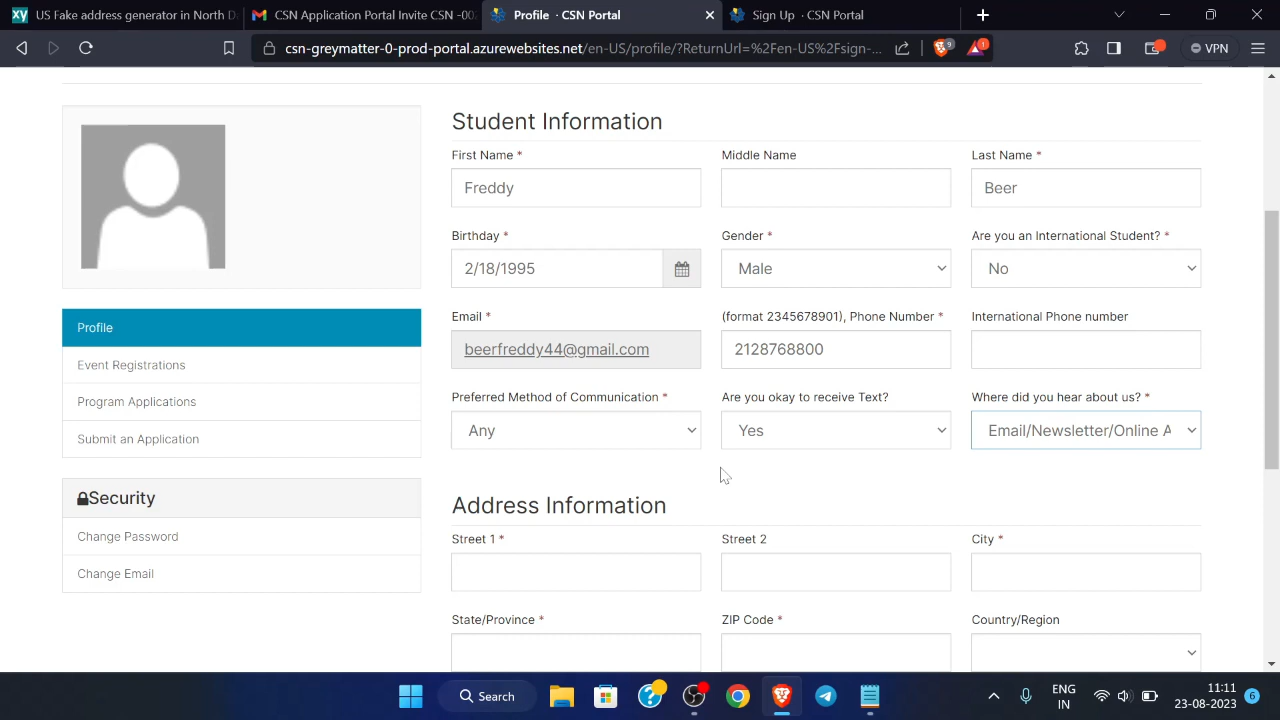 US Fake address generator in North D
CSN Application Portal Invite CSN -00
Profile · CSN Portal
Sign Up · CSN Portal
csn-greymatter-0-prod-portal.azurewebsites.net/en-US/profile/?ReturnUrl=%2Fen-US%2Fsign-...
9
1
VPN
Student Information
First Name *
Middle Name
Last Name *
Freddy
Beer
Birthday *
Gender *
Are you an International Student? *
2/18/1995
Male
No
Email *
(format 2345678901), Phone Number *
International Phone number
beerfreddy44@gmail.com
2128768800
Preferred Method of Communication *
Are you okay to receive Text?
Where did you hear about us? *
Any
Yes
Email/Newsletter/Online A
Profile
Event Registrations
Program Applications
Submit an Application
Security
Change Password
Change Email
Address Information
Street 1 *
Street 2
City *
State/Province *
ZIP Code *
Country/Region
Search
ENG
IN
11:11
23-08-2023
6